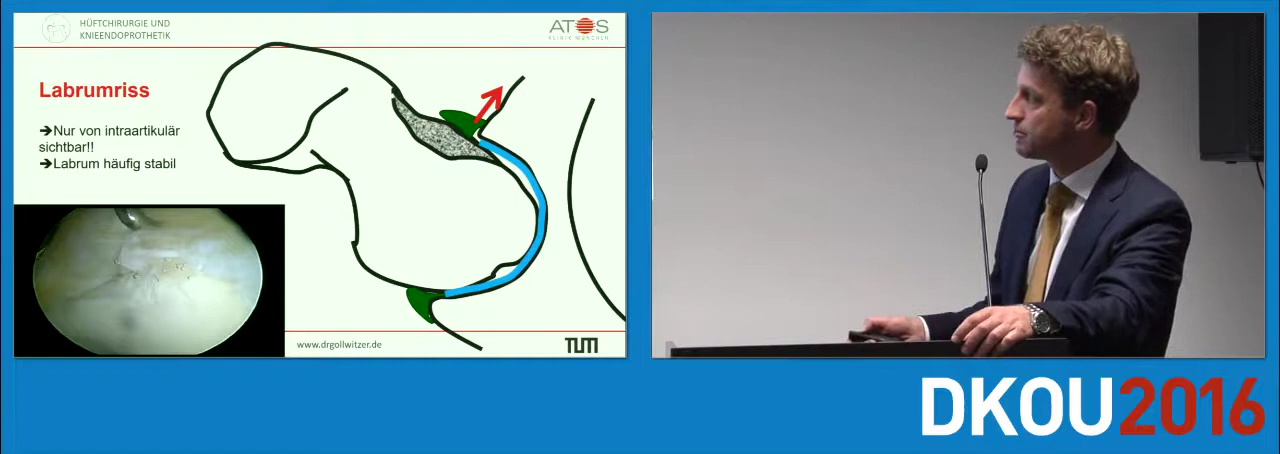 HÜFTCHIRURGIE UND
KNIEENDOPROTHETIK
ATOS
KLINIK MÜNCHEN
Labrumriss
➔Nur von intraartikulär
sichtbar!!
➔Labrum häufig stabil
www.drgollwitzer.de
TUM
DKOU2016